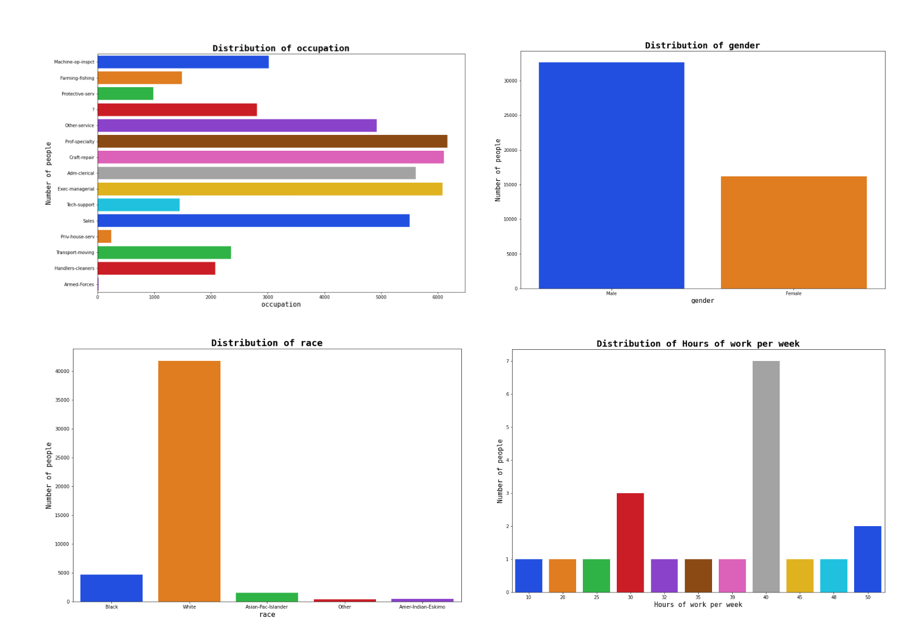 Distribution of occupation
Number of people
Machine-op-inspct
Farming-fishing
Protective-serv
?
Other-service
Prof-specialty
Craft-repair
Adm-clerical
Exec-managerial
Tech-support
Sales
Priv-house-serv
Transport-moving
Handlers-cleaners
Armed-Forces
0 1000 2000 3000 4000 5000 6000
occupation
Distribution of gender
Number of people
30000
25000
20000
15000
10000
5000
0
Male Female
gender
Distribution of race
Number of people
40000
35000
30000
25000
20000
15000
10000
5000
0
Black White Asian-Pac-Islander Other Amer-Indian-Eskimo
race
Distribution of Hours of work per week
Number of people
7
6
5
4
3
2
1
0
10 20 25 30 32 35 39 40 45 48 50
Hours of work per week